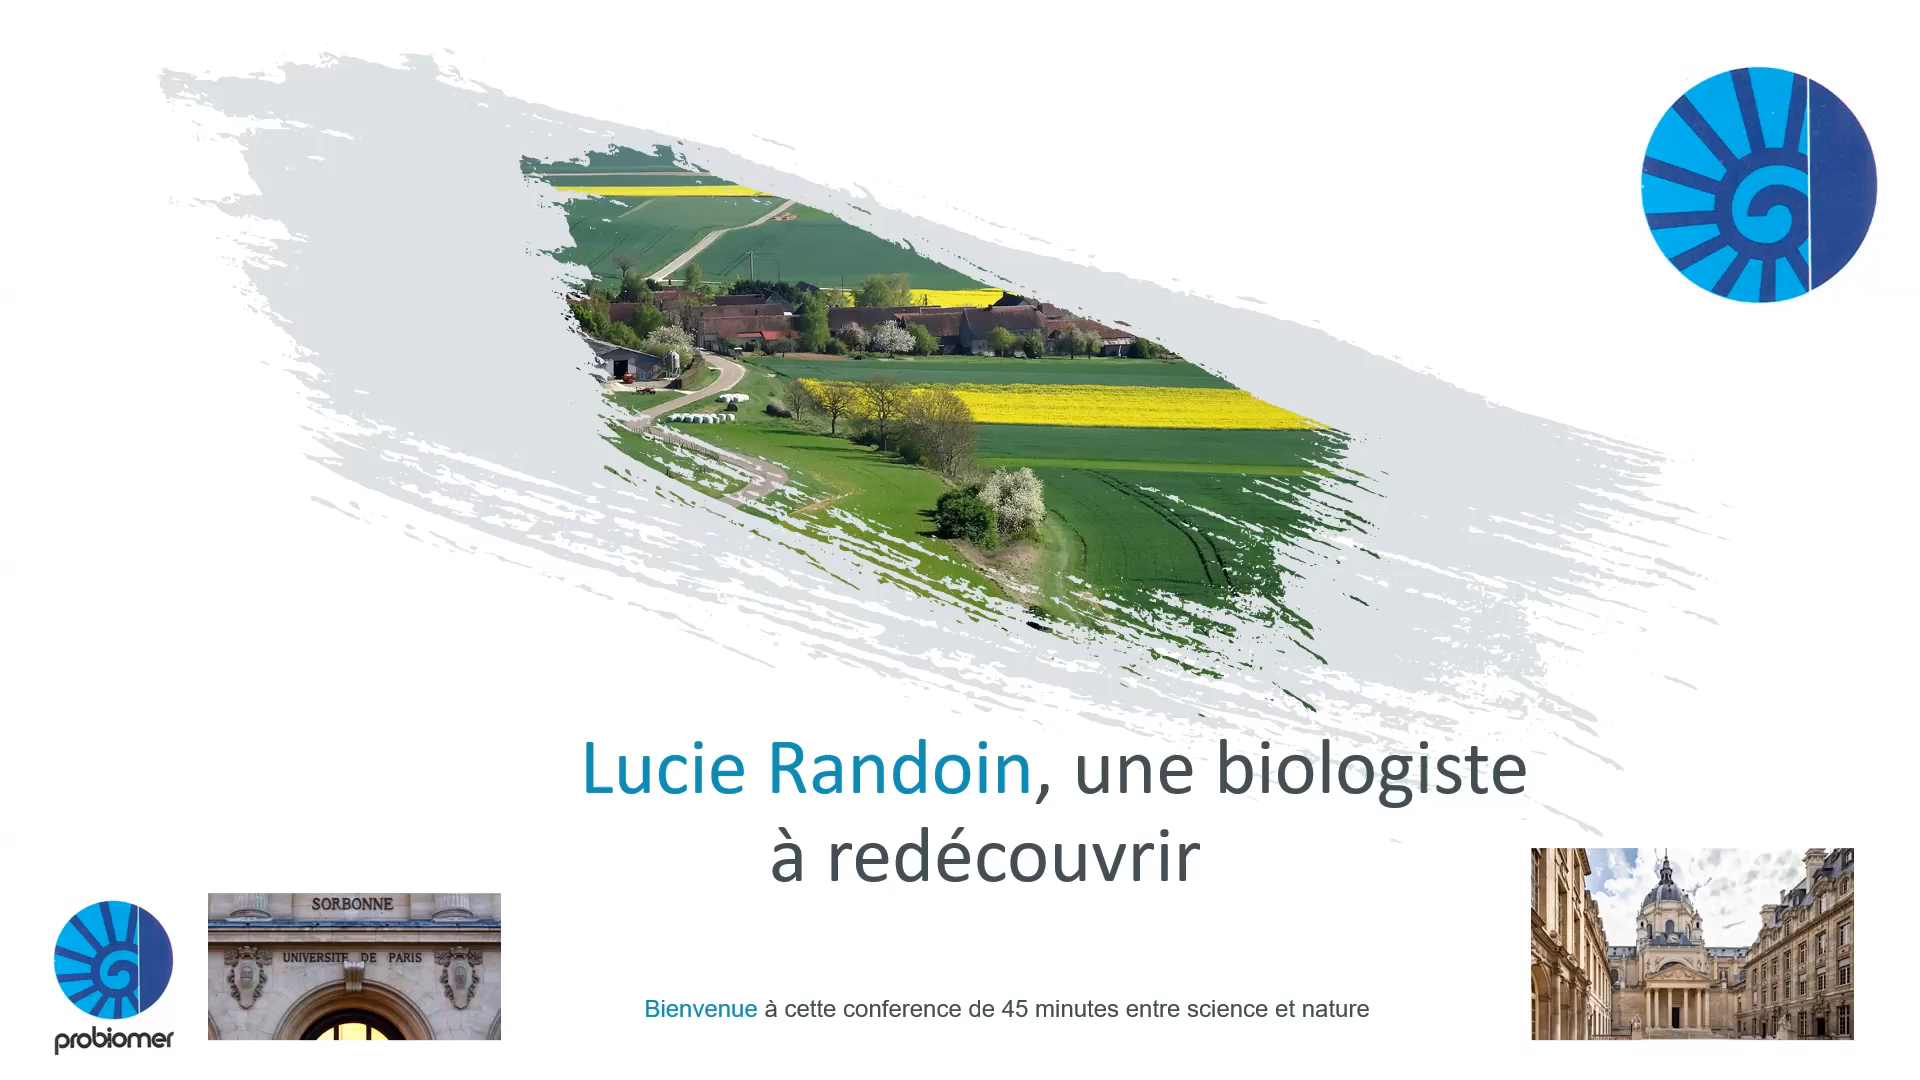 Lucie Randoin, une biologiste
à redécouvrir
SORBONNE
UNIVERSITE DE PARIS
Bienvenue à cette conference de 45 minutes entre science et nature
probiomer